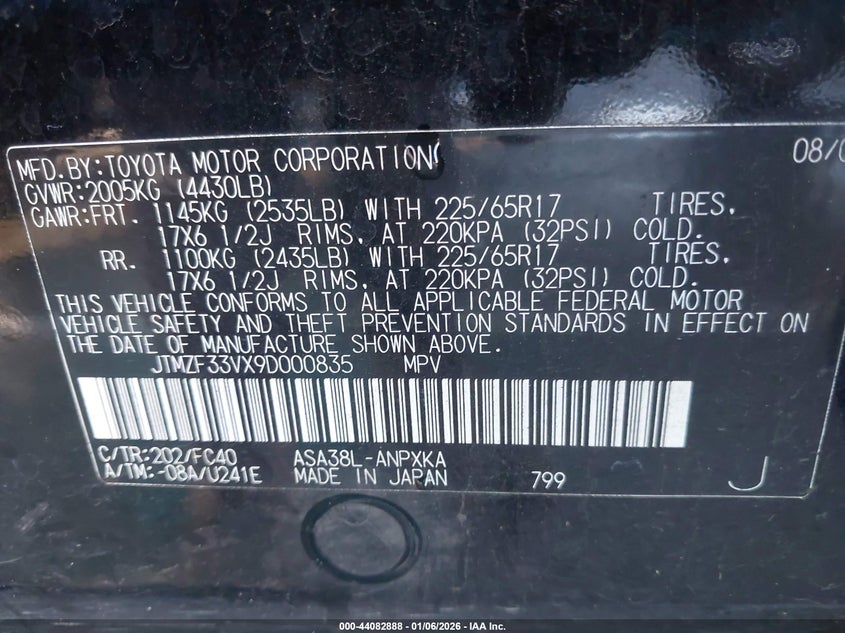 MFD.BY:TOYOTA MOTOR CORPORATION 08/0
GVWR:2005KG (4430LB)
GAWR:FRT. 1145KG (2535LB) WITH 225/65R17 TIRES,
17X6 1/2J RIMS, AT 220KPA (32PSI) COLD.
RR. 1100KG (2435LB) WITH 225/65R17 TIRES,
17X6 1/2J RIMS, AT 220KPA (32PSI) COLD.
THIS VEHICLE CONFORMS TO ALL APPLICABLE FEDERAL MOTOR
VEHICLE SAFETY AND THEFT PREVENTION STANDARDS IN EFFECT ON
THE DATE OF MANUFACTURE SHOWN ABOVE.
JTMZF33VX9D000835 MPV
C/TR:202/FC40 ASA38L-ANPXKA
A/TM:-08A/U241E MADE IN JAPAN 799 J
000-44082888 - 01/06/2026 - IAA Inc.